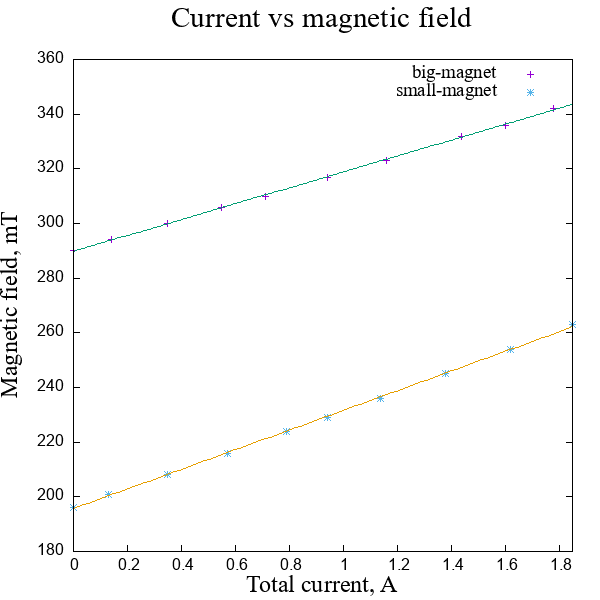 Current vs magnetic field
big-magnet
small-magnet
360
340
320
300
280
260
240
220
200
180
Magnetic field, mT
0 0.2 0.4 0.6 0.8 1 1.2 1.4 1.6 1.8
Total current, A